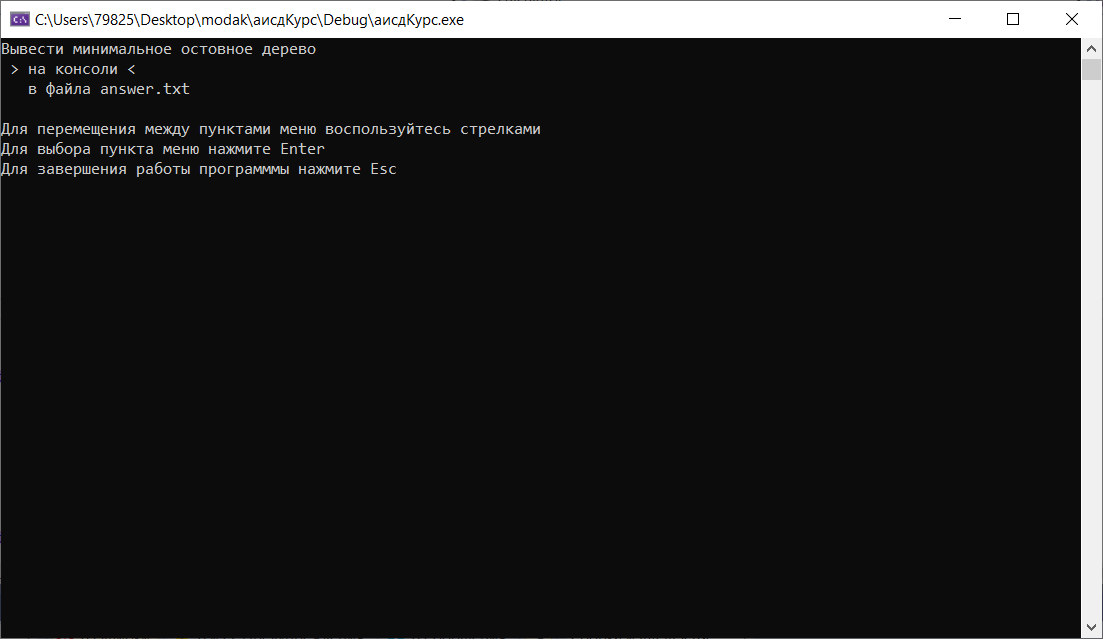 C:\Users\79825\Desktop\modak\аисдКурс\Debug\аисдКурс.exe
Вывести минимальное остовное дерево
> на консоли <
в файла answer.txt
Для перемещения между пунктами меню воспользуйтесь стрелками
Для выбора пункта меню нажмите Enter
Для завершения работы программмы нажмите Esc